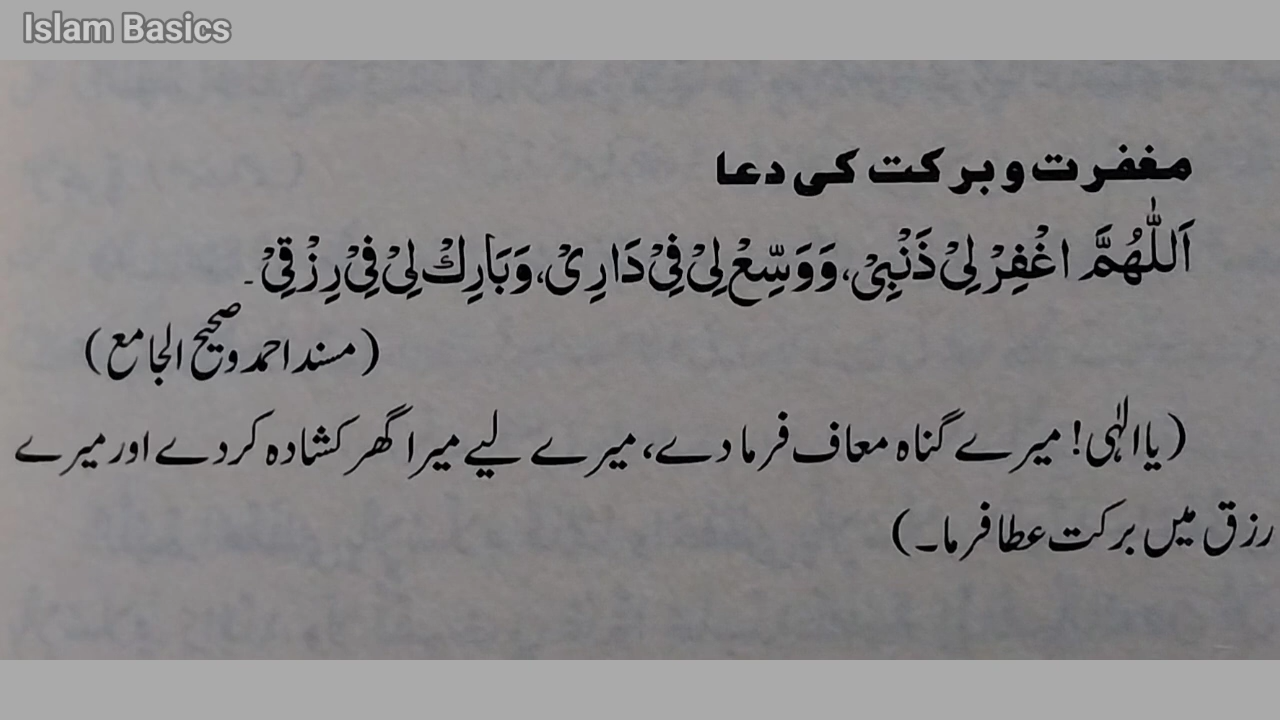 Islam Basics
مغفرت و برکت کی دعا
اَللّٰهُمَّ اغْفِرْ لِیْ ذَنْۢبِیْ، وَوَسِّعْ لِیْ فِیْ دَارِیْ، وَبَارِكْ لِیْ فِیْ رِزْقِیْ۔
(مسند احمد و صحیح الجامع)
(یا الٰہی! میرے گناہ معاف فرما دے، میرے لیے میرا گھر کشادہ کر دے اور میرے
رزق میں برکت عطا فرما۔)